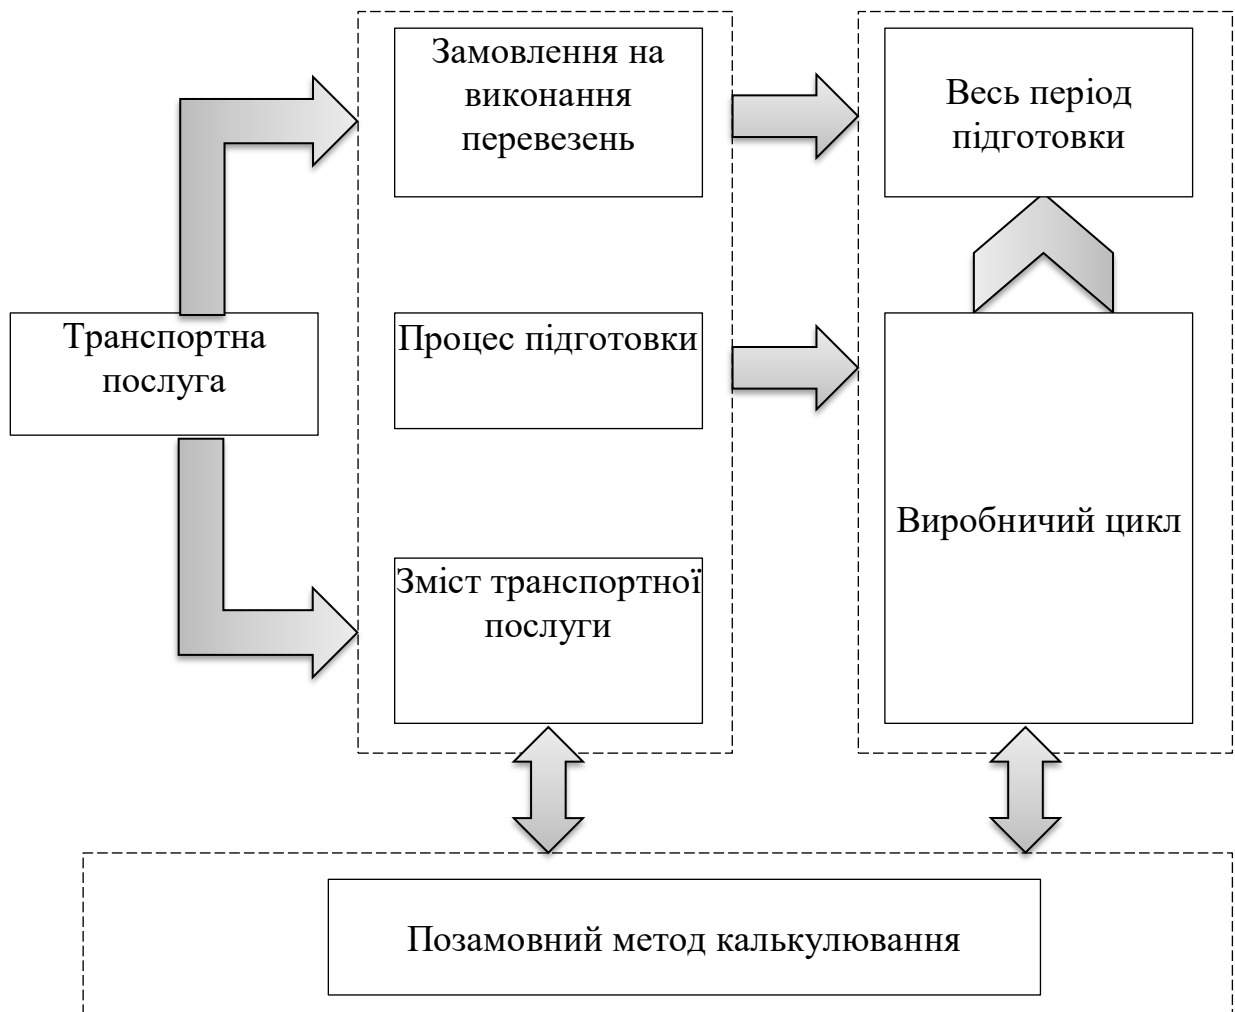 Замовлення на
виконання
перевезень
Весь період
підготовки
Транспортна
послуга
Процес підготовки
Виробничий цикл
Зміст транспортної
послуги
Позамовний метод калькулювання